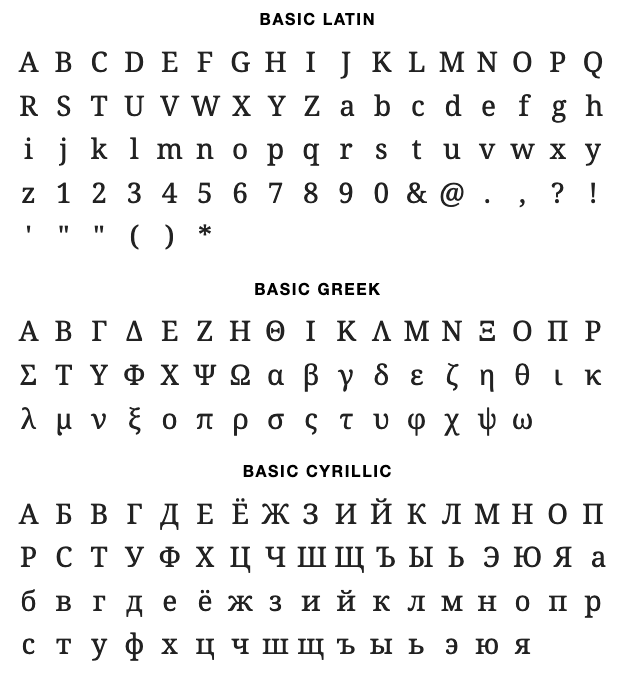 BASIC LATIN
A B C D E F G H I J K L M N O P Q
R S T U V W X Y Z a b c d e f g h
i j k l m n o p q r s t u v w x y
z 1 2 3 4 5 6 7 8 9 0 & @ . , ? !
' " " ( ) *
BASIC GREEK
Α Β Γ Δ Ε Ζ Η Θ Ι Κ Λ Μ Ν Ξ Ο Π Ρ
Σ Τ Υ Φ Χ Ψ Ω α β γ δ ε ζ η θ ι κ
λ μ ν ξ ο π ρ σ ς τ υ φ χ ψ ω
BASIC CYRILLIC
А Б В Г Д Е Ё Ж З И Й К Л М Н О П
Р С Т У Ф Х Ц Ч Ш Щ Ъ Ы Ь Э Ю Я а
б в г д е ё ж з и й к л м н о п р
с т у ф х ц ч ш щ ъ ы ь э ю я